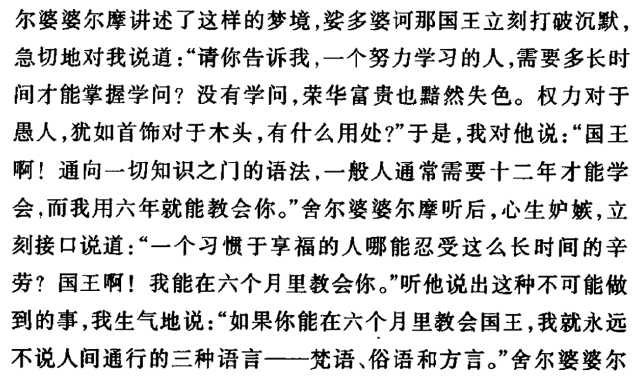 尔婆婆尔摩讲述了这样的梦境,娑多婆诃那国王立刻打破沉默,
急切地对我说道:“请你告诉我,一个努力学习的人,需要多长时
间才能掌握学问? 没有学问,荣华富贵也黯然失色。权力对于
愚人,犹如首饰对于木头,有什么用处?”于是,我对他说:“国王
啊! 通向一切知识之门的语法,一般人通常需要十二年才能学
会,而我用六年就能教会你。”舍尔婆婆尔摩听后,心生妒嫉,立
刻接口说道:“一个习惯于享福的人哪能忍受这么长时间的辛
劳? 国王啊! 我能在六个月里教会你。”听他说出这种不可能做
到的事,我生气地说:“如果你能在六个月里教会国王,我就永远
不说人间通行的三种语言——梵语、俗语和方言。”舍尔婆婆尔